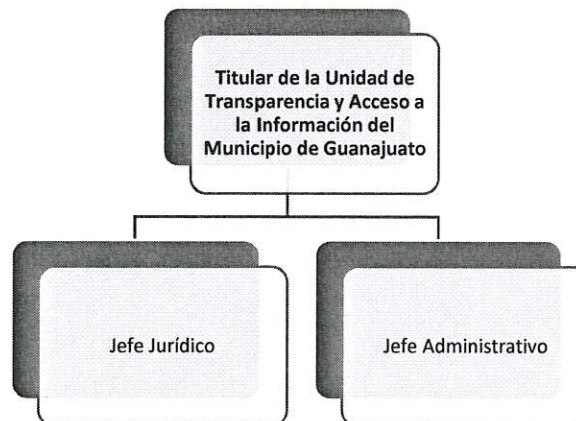 Titular de la Unidad de
Transparencia y Acceso a
la Información del
Municipio de Guanajuato
Jefe Jurídico
Jefe Administrativo